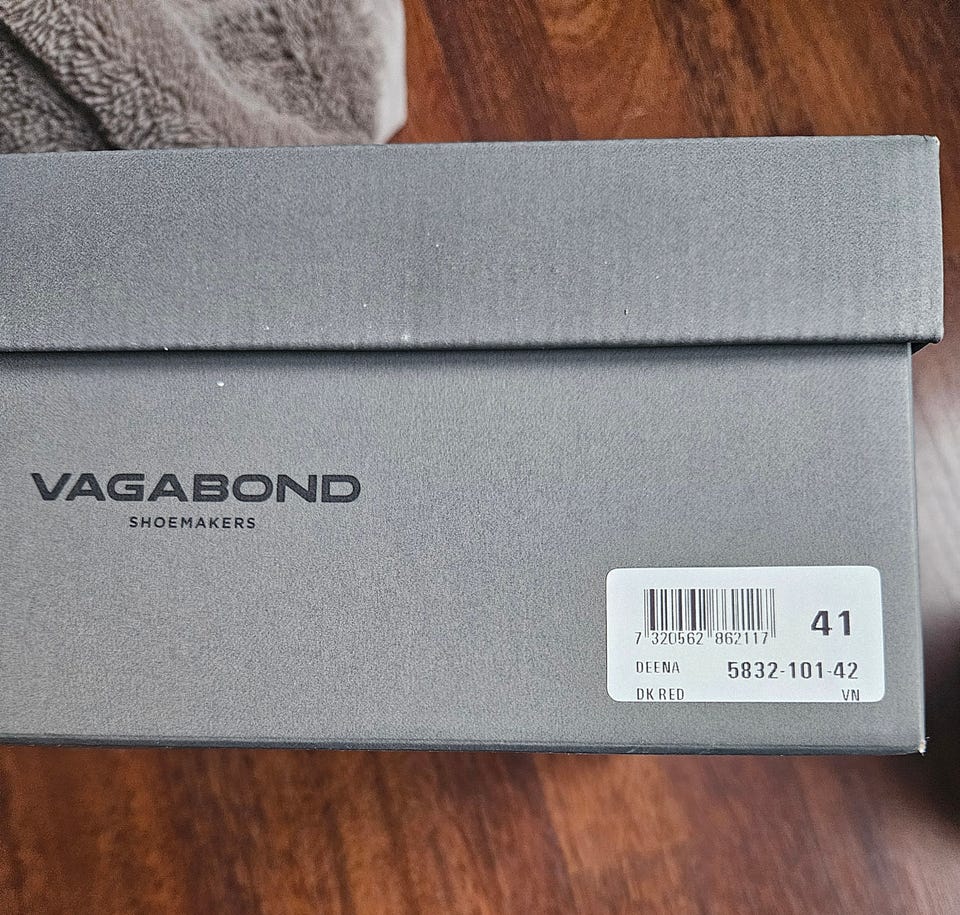 VAGABOND
SHOEMAKERS
41
7 320562 862117
DEENA 5832-101-42
DK RED VN